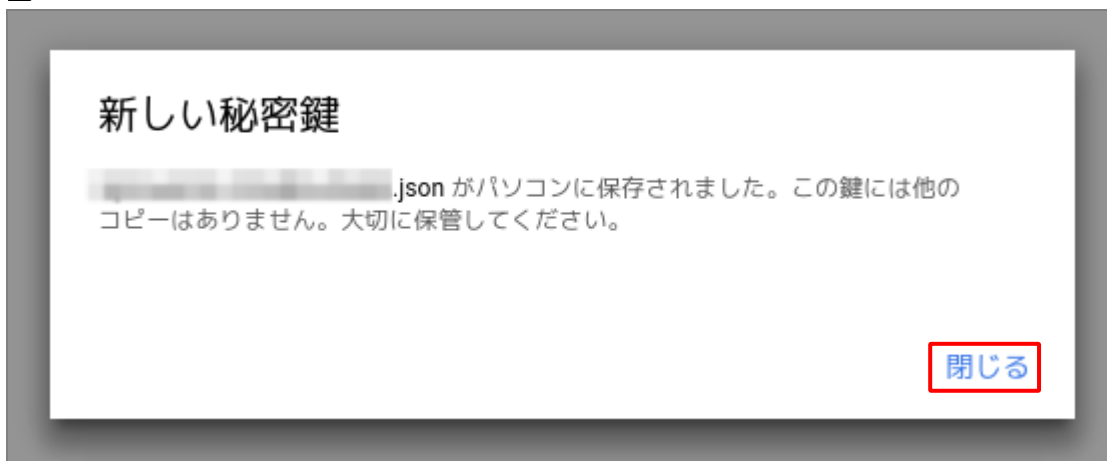 新しい秘密鍵
.json がパソコンに保存されました。この鍵には他の
コピーはありません。大切に保管してください。
閉じる